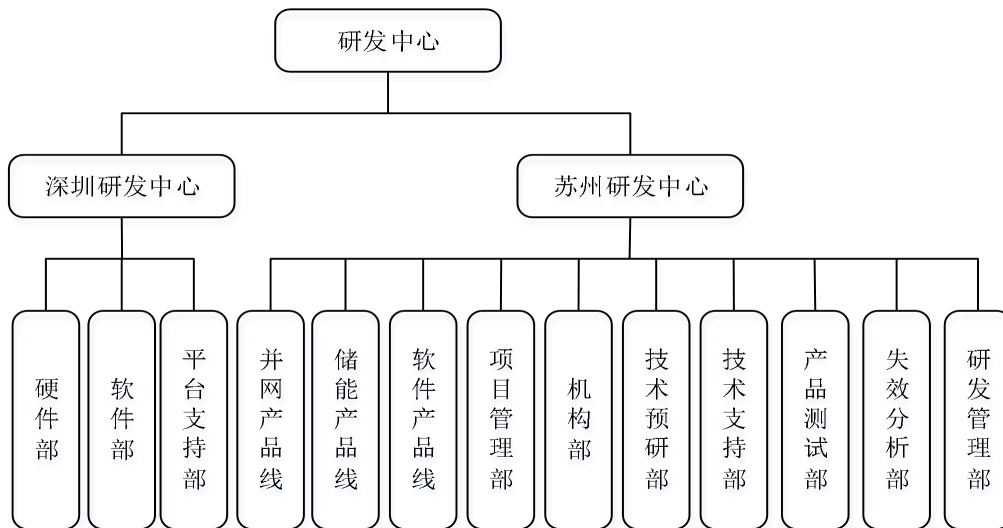 研发中心
深圳研发中心
苏州研发中心
硬件部
软件部
平台支持部
并网产品线
储能产品线
软件产品线
项目管理部
机构部
技术预研部
技术支持部
产品测试部
失效分析部
研发管理部